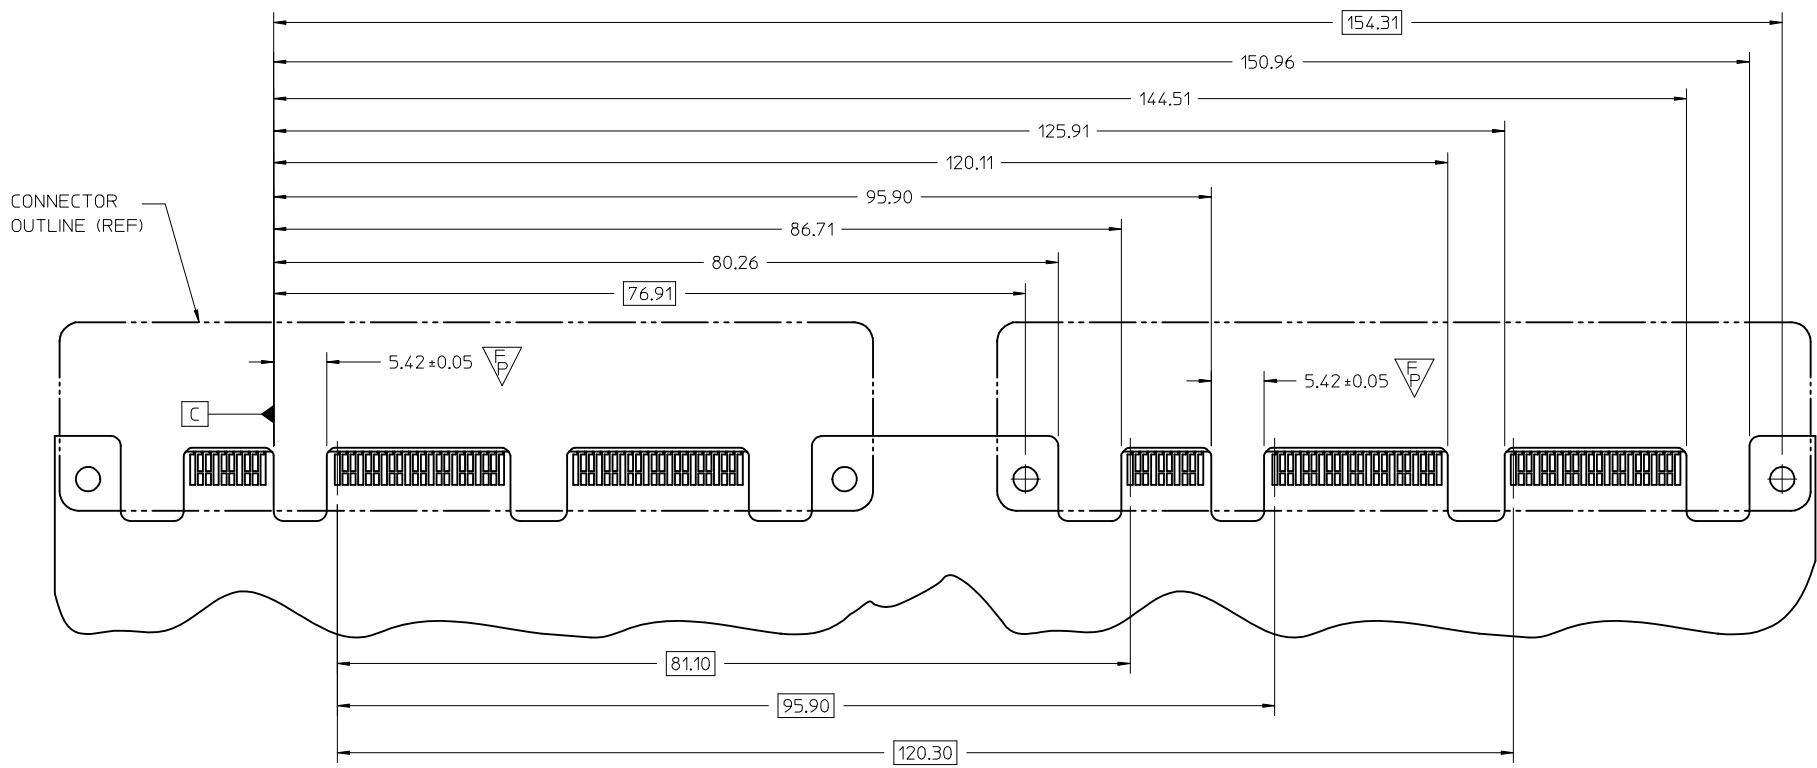 154.31
150.96
144.51
125.91
120.11
95.90
86.71
80.26
76.91
CONNECTOR
OUTLINE (REF)
5.42±0.05
F
P
5.42±0.05
F
P
C
81.10
95.90
120.30